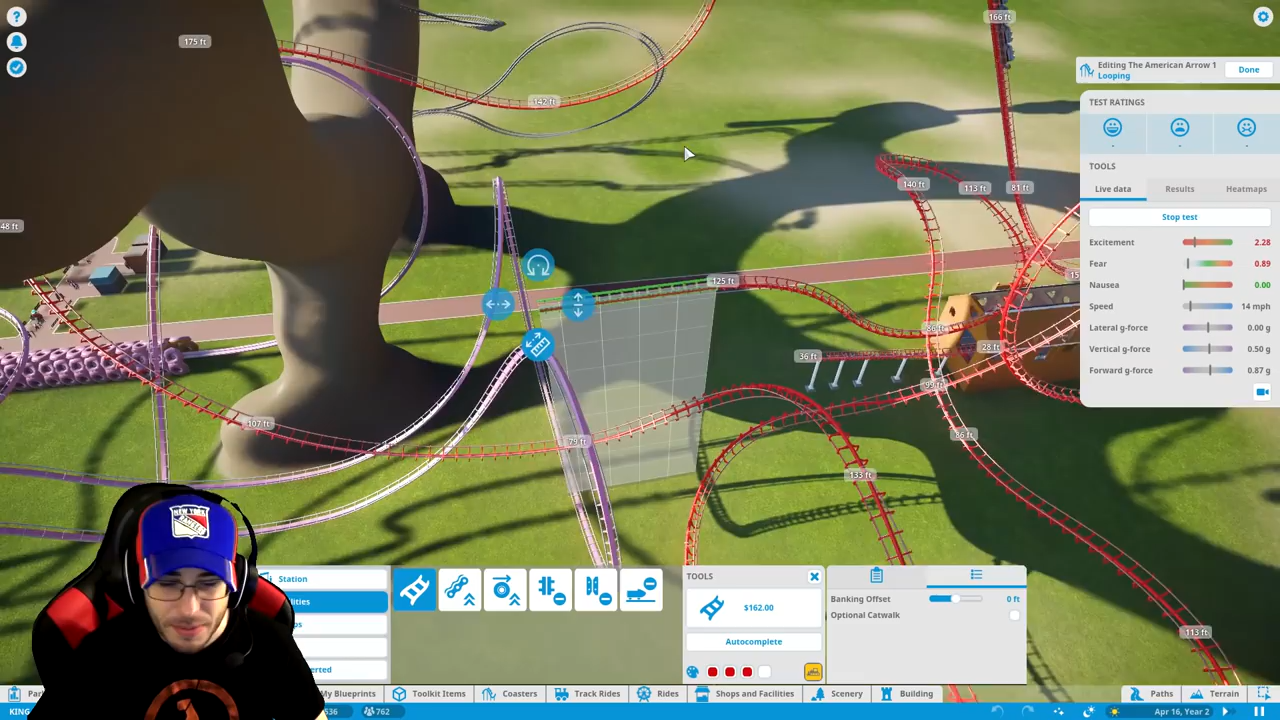 166 ft
175 ft
Editing The American Arrow 1
Looping
Done
142 ft
TEST RATINGS
- - -
TOOLS
Live data Results Heatmaps
140 ft
113 ft
81 ft
Stop test
48 ft
Excitement 2.28
Fear 0.89
Nausea 0.00
Speed 14 mph
Lateral g-force 0.00 g
Vertical g-force 0.50 g
Forward g-force 0.87 g
125 ft
86 ft
28 ft
36 ft
99 ft
107 ft
79 ft
86 ft
133 ft
113 ft
RANGERS
Station
TOOLS
$162.00
Autocomplete
Banking Offset 0 ft
Optional Catwalk
My Blueprints
Toolkit Items
Coasters
Track Rides
Rides
Shops and Facilities
Scenery
Building
Paths
Terrain
KING
536
762
Apr 16, Year 2